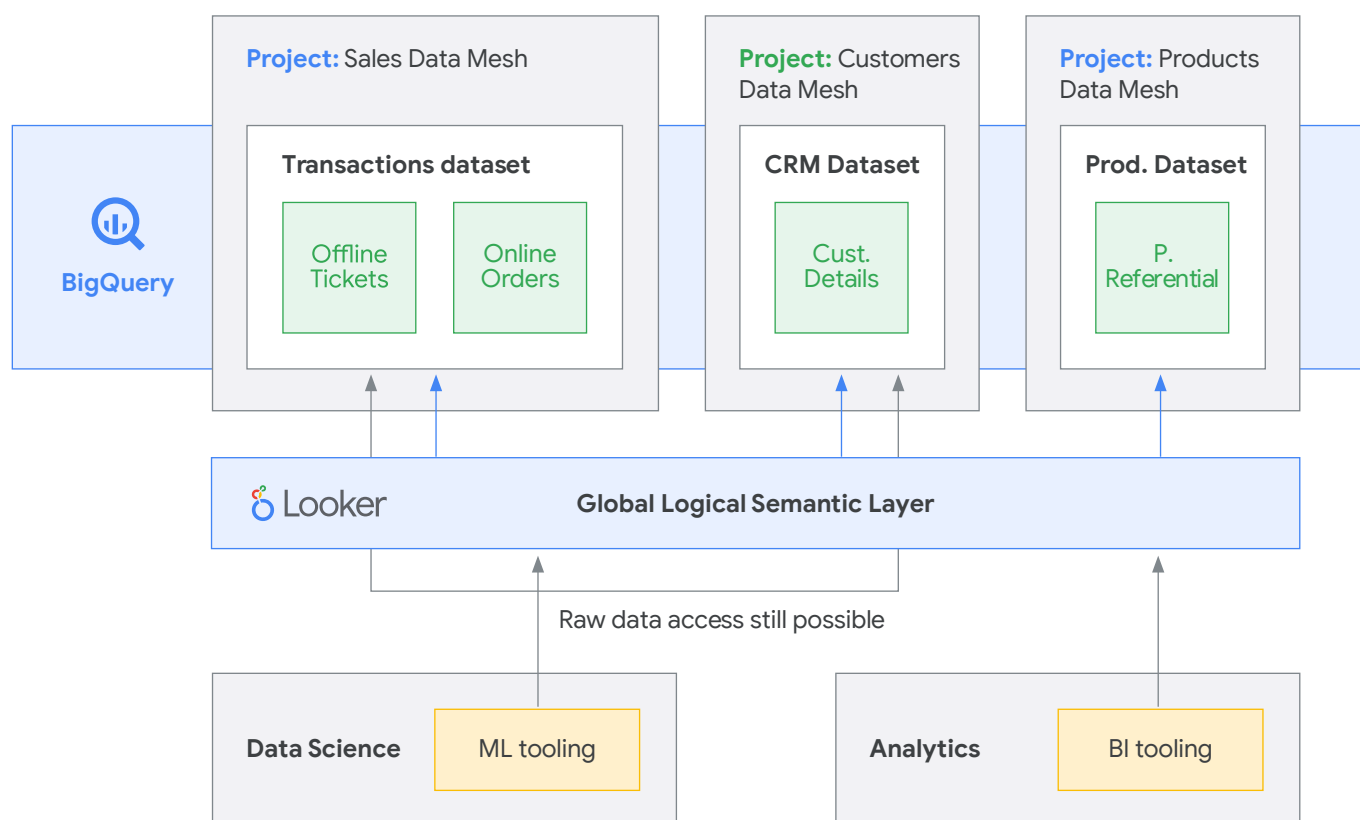 Project: Sales Data Mesh
Project: Customers
Data Mesh
Project: Products
Data Mesh
BigQuery
Transactions dataset
Offline
Tickets
Online
Orders
CRM Dataset
Cust.
Details
Prod. Dataset
P.
Referential
Looker
Global Logical Semantic Layer
Raw data access still possible
Data Science
ML tooling
Analytics
BI tooling